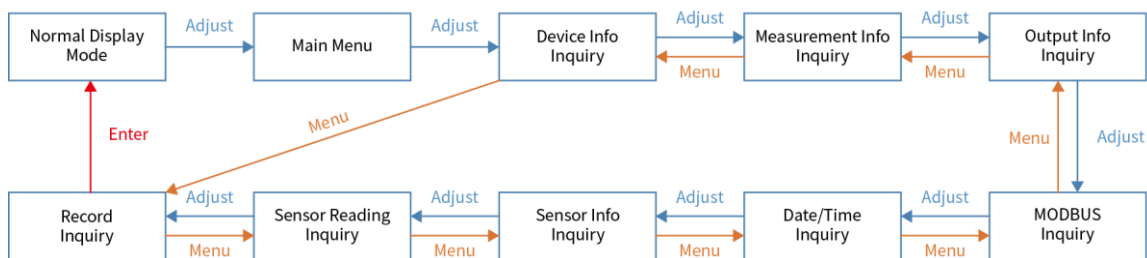 Normal Display
Mode
Adjust
Main Menu
Adjust
Device Info
Inquiry
Adjust
Menu
Measurement Info
Inquiry
Adjust
Menu
Output Info
Inquiry
Enter
Menu
Menu
Adjust
Record
Inquiry
Adjust
Menu
Sensor Reading
Inquiry
Adjust
Menu
Sensor Info
Inquiry
Adjust
Menu
Date/Time
Inquiry
Adjust
Menu
MODBUS
Inquiry